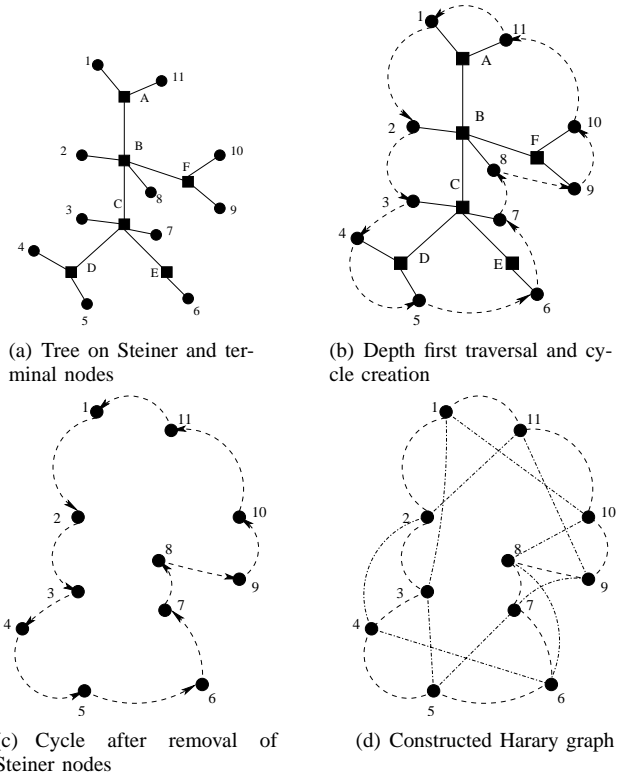 1
11
A
2
B
F
10
8
C
3
7
9
4
D
E
5
6
1
11
A
2
B
F
10
8
C
3
7
9
4
D
E
5
6
(a) Tree on Steiner and ter-
minal nodes
(b) Depth first traversal and cy-
cle creation
1
11
2
10
8
9
3
7
4
5
6
1
11
2
10
8
9
3
7
4
5
6
(c) Cycle after removal of
Steiner nodes
(d) Constructed Harary graph